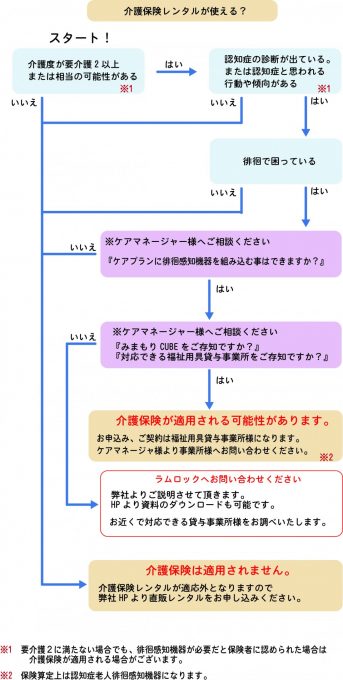 介護保険レンタルが使える？
スタート！
介護度が要介護２以上
または相当の可能性がある
※1
はい
認知症の診断が出ている。
または認知症と思われる
行動や傾向がある
※1
いいえ
いいえ
はい
徘徊で困っている
いいえ
はい
※ケアマネージャー様へご相談ください
『ケアプランに徘徊感知機器を組み込む事はできますか？』
いいえ
はい
※ケアマネージャー様へご相談ください
『みまもり CUBE をご存知ですか？』
『対応できる福祉用具貸与事業所をご存知ですか？』
いいえ
はい
介護保険が適用される可能性があります。
お申込み、ご契約は福祉用具貸与事業所様になります。
ケアマネージャ様より事業所様へお問い合わせください。
※2
ラムロックへお問い合わせください
弊社よりご説明させて頂きます。
HP より資料のダウンロードも可能です。
お近くで対応できる貸与事業所様をお調べいたします。
介護保険は適用されません。
介護保険レンタルが適応外となりますので
弊社 HP より直販レンタルをお申し込みください。
※1 要介護２に満たない場合でも、徘徊感知機器が必要だと保険者に認められた場合は
介護保険が適用される場合がございます。
※2 保険算定上は認知症老人徘徊感知機器になります。